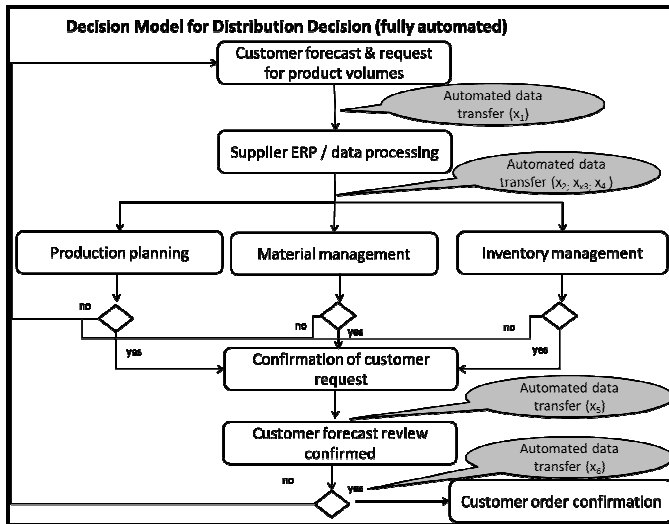 Decision Model for Distribution Decision (fully automated)
Customer forecast & request
for product volumes
Automated data
transfer (x₁)
Supplier ERP / data processing
Automated data
transfer (x₂; xᵥ₃; x₄)
Production planning
Material management
Inventory management
no
no
no
yes
yes
yes
Confirmation of customer
request
Automated data
transfer (x₅)
Customer forecast review
confirmed
Automated data
transfer (x₆)
no
yes
Customer order confirmation